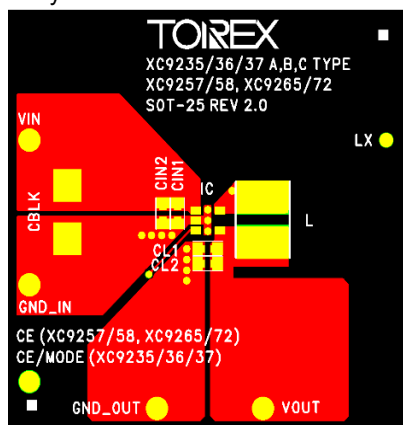 TOIREX
XC9235/36/37 A,B,C TYPE
XC9257/58, XC9265/72
SOT-25 REV 2.0
VIN
LX
CIN2
CIN1
IC
CBLK
L
CL1
CL2
GND_IN
CE (XC9257/58, XC9265/72)
CE/MODE (XC9235/36/37)
GND_OUT
VOUT